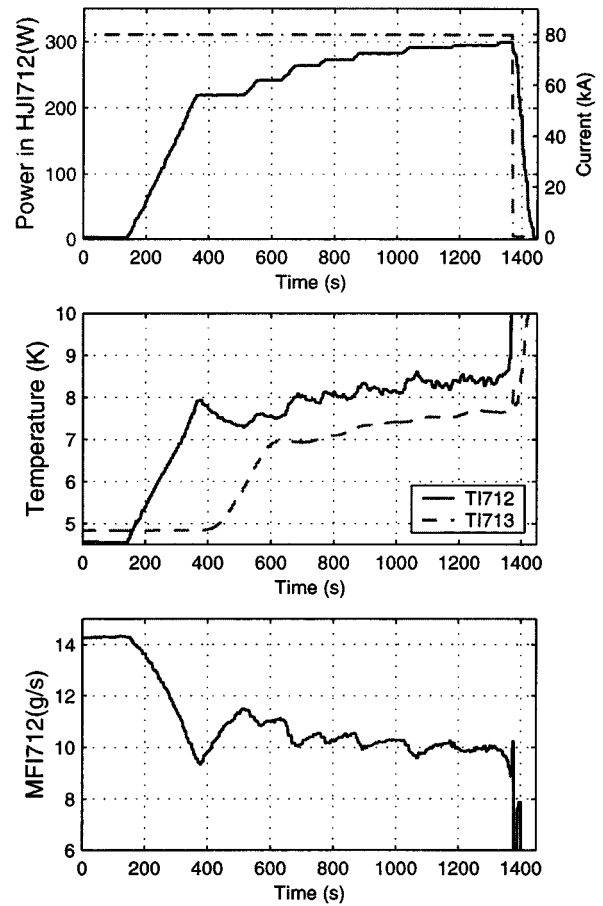 Power in HJI712(W)
300
200
100
0
80
60
40
20
0
Current (kA)
0 200 400 600 800 1000 1200 1400
Time (s)
Temperature (K)
10
9
8
7
6
5
TI712
TI713
0 200 400 600 800 1000 1200 1400
Time (s)
MFI712(g/s)
14
12
10
8
6
0 200 400 600 800 1000 1200 1400
Time (s)